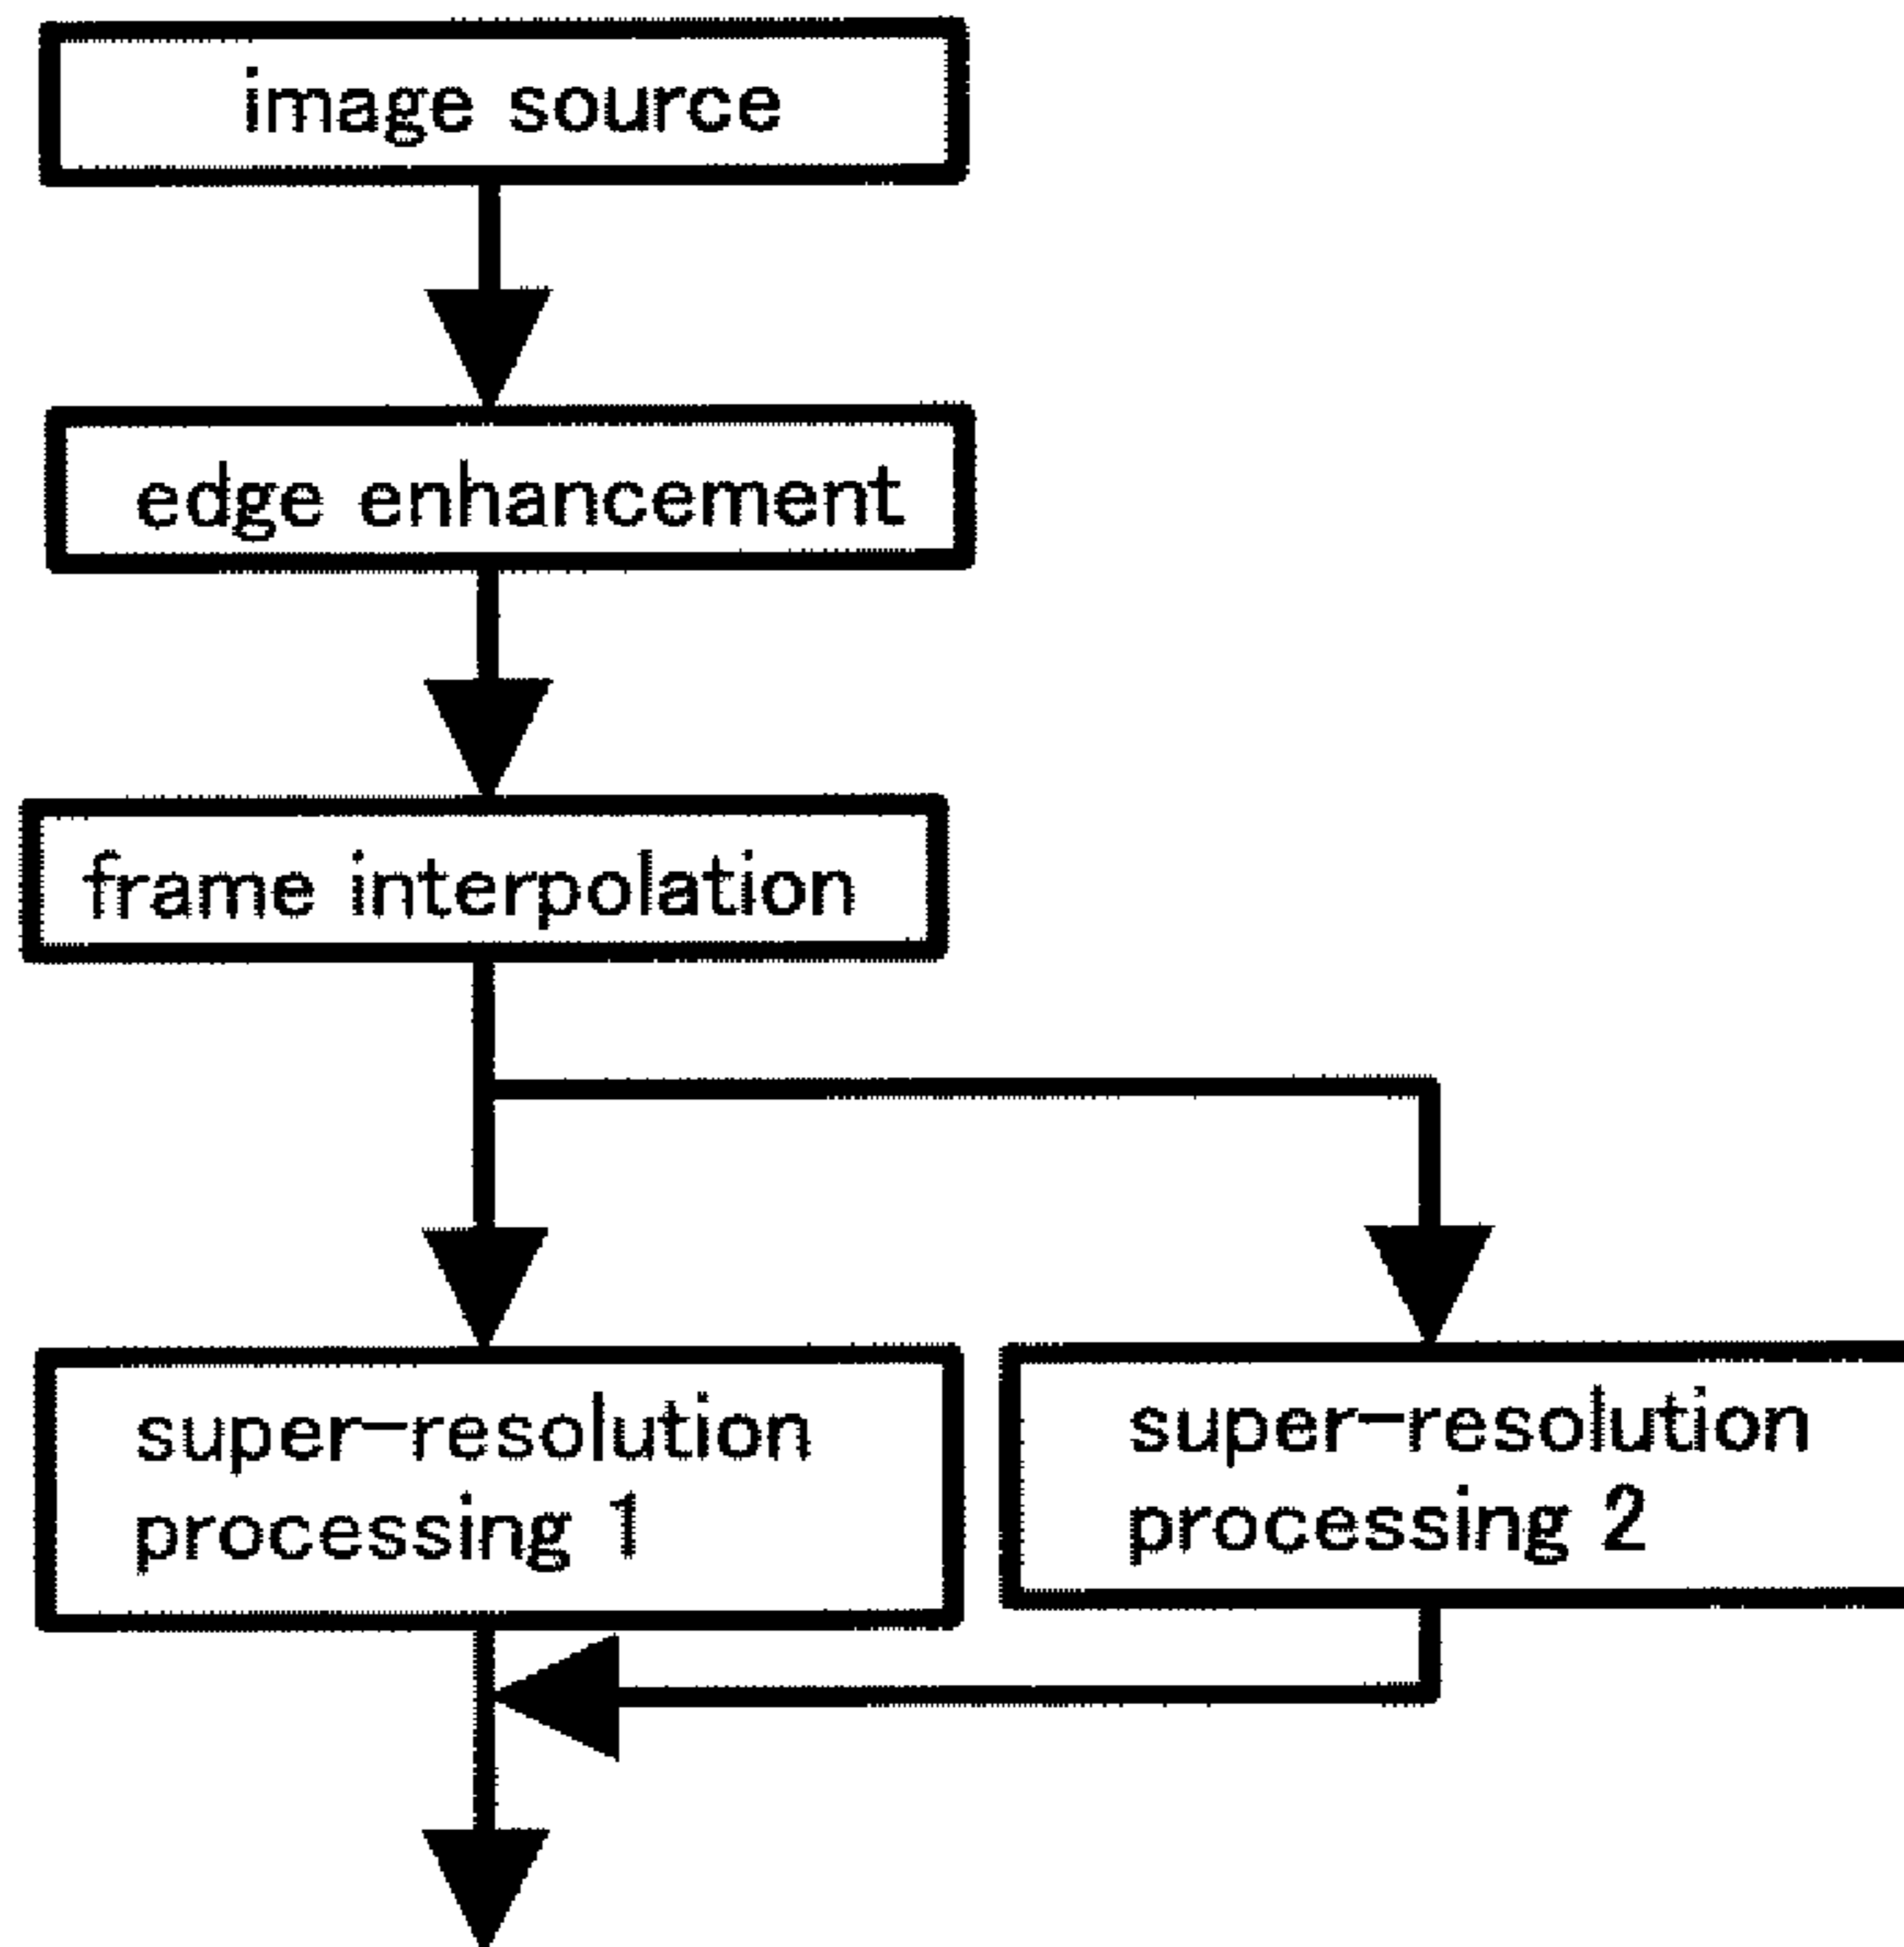 image source
edge enhancement
frame interpolation
super-resolution
processing 1
super-resolution
processing 2